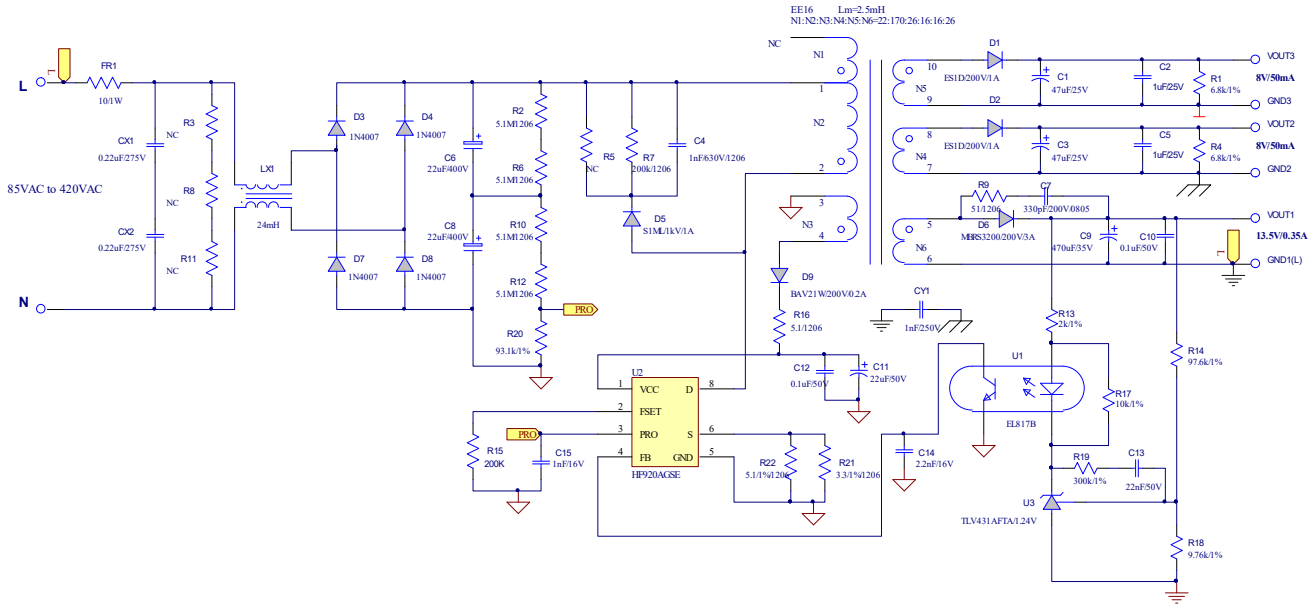 EE16 Lm=2.5mH
N1:N2:N3:N4:N5:N6=22:170:26:16:16:26
NC
N1
1
N2
2
3
N3
4
10
N5
9
8
N4
7
5
N6
6
L
L
FR1
10/1W
CX1
0.22uF/275V
CX2
0.22uF/275V
R3
NC
R8
NC
R11
NC
85VAC to 420VAC
N
LX1
24mH
D3
1N4007
D4
1N4007
D7
1N4007
D8
1N4007
C6
22uF/400V
C8
22uF/400V
R2
5.1M1206
R6
5.1M1206
R10
5.1M1206
R12
5.1M1206
PRO
R20
93.1k/1%
R5
NC
R7
200k/1206
C4
1nF/630V/1206
D5
S1ML/1kV/1A
D9
BAV21W/200V/0.2A
R16
5.1/1206
C12
0.1uF/50V
C11
22uF/50V
D1
ES1D/200V/1A
C1
47uF/25V
C2
1uF/25V
R1
6.8k/1%
VOUT3
8V/50mA
GND3
D2
ES1D/200V/1A
C3
47uF/25V
C5
1uF/25V
R4
6.8k/1%
VOUT2
8V/50mA
GND2
R9
51/1206
C7
330pF/200V/0805
D6
MBRS3200/200V/3A
C9
470uF/35V
C10
0.1uF/50V
VOUT1
13.5V/0.35A
L
GND1(L)
CY1
1nF/250V
R13
2k/1%
R14
97.6k/1%
U1
EL817B
R17
10k/1%
R19
300k/1%
C13
22nF/50V
U3
TLV431AFTA/1.24V
R18
9.76k/1%
U2
1 VCC D 8
2 FSET
3 PRO S 6
4 FB GND 5
HF920AGSE
R15
200K
PRO
C15
1nF/16V
R22
5.1/1%/1206
R21
3.3/1%/1206
C14
2.2nF/16V